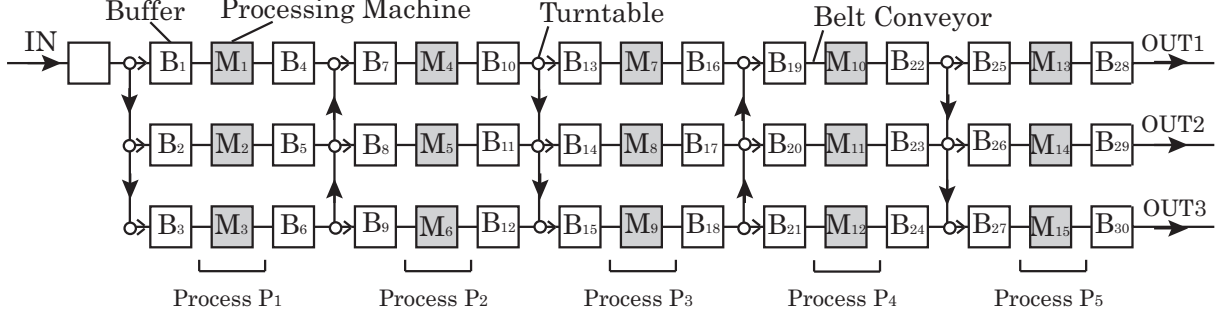 Buffer Processing Machine Turntable Belt Conveyor
IN B1 M1 B4 B7 M4 B10 B13 M7 B16 B19 M10 B22 B25 M13 B28 OUT1
B2 M2 B5 B8 M5 B11 B14 M8 B17 B20 M11 B23 B26 M14 B29 OUT2
B3 M3 B6 B9 M6 B12 B15 M9 B18 B21 M12 B24 B27 M15 B30 OUT3
Process P1 Process P2 Process P3 Process P4 Process P5